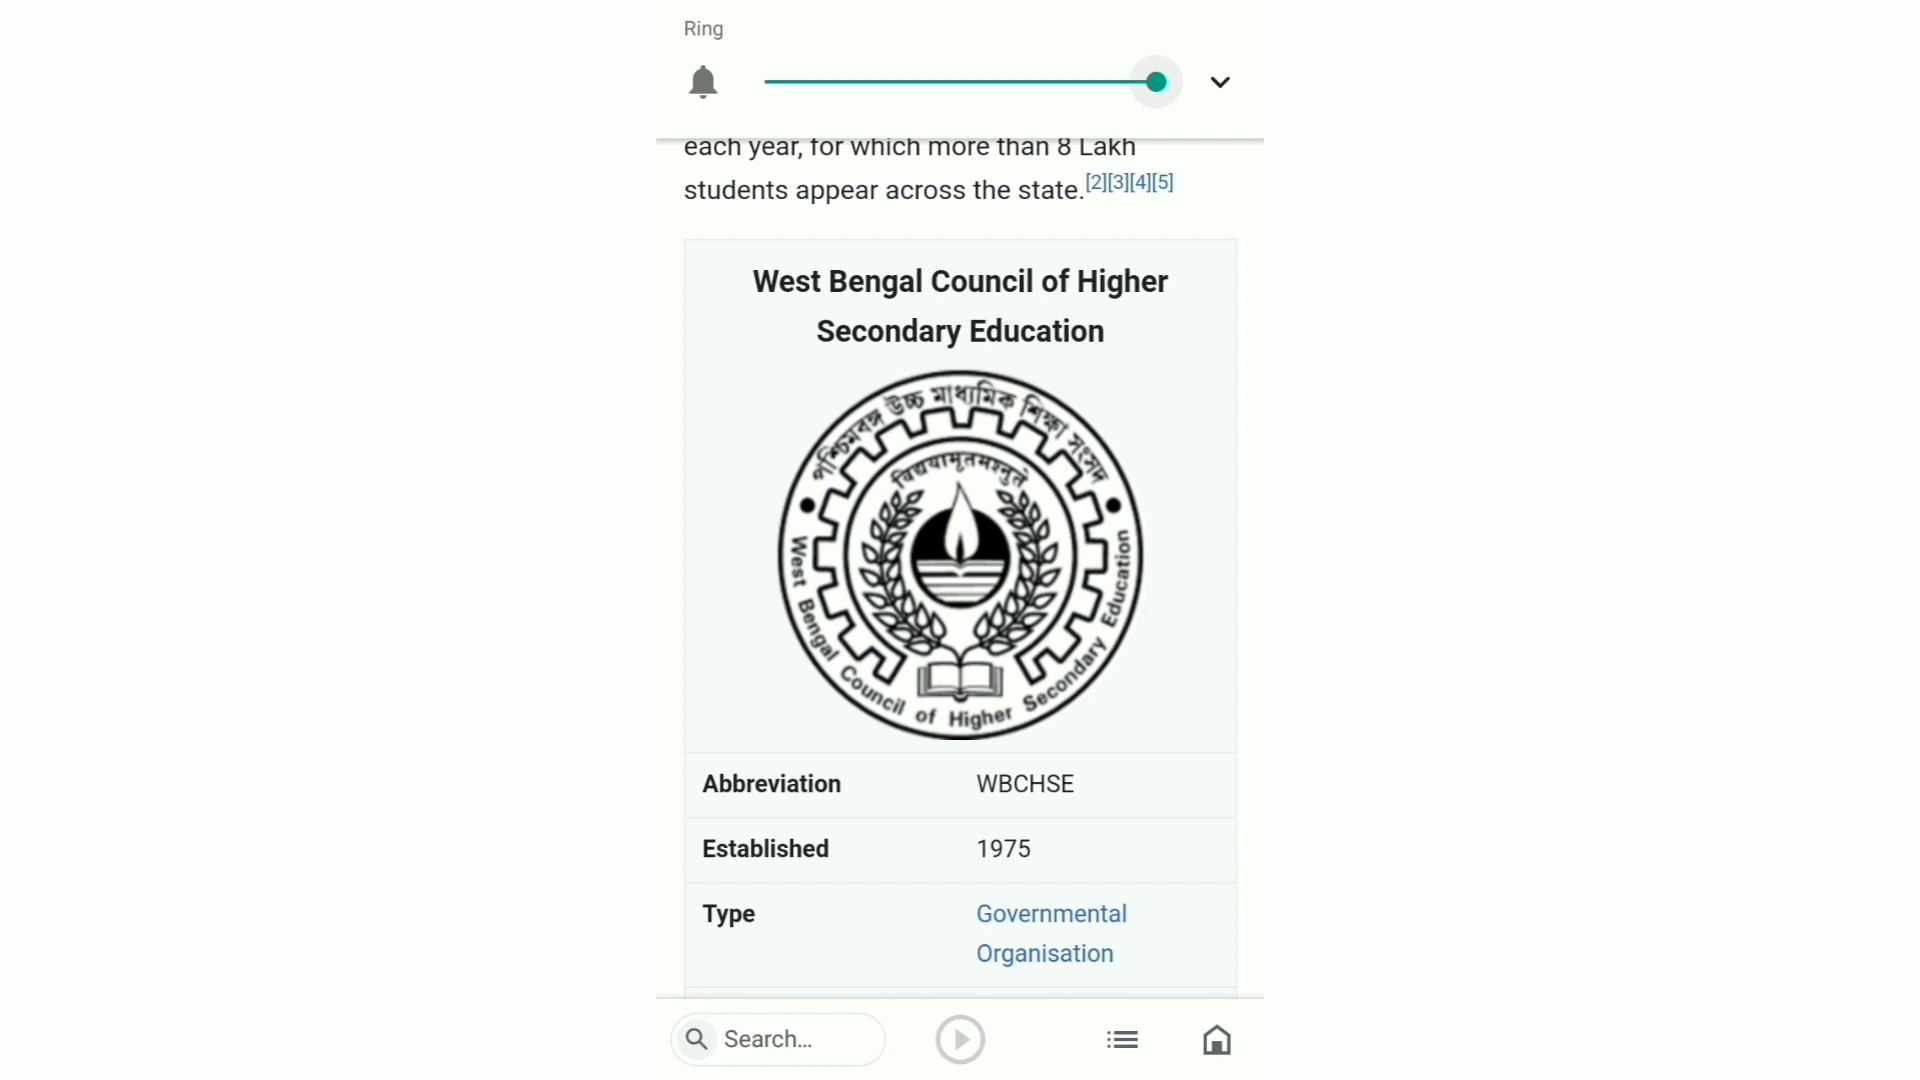 Ring
each year, for which more than 8 Lakh
students appear across the state.[2][3][4][5]
West Bengal Council of Higher
Secondary Education
পশ্চিমবঙ্গ উচ্চ মাধ্যমিক শিক্ষা সংসদ
विद्ययामृतमश्नुते
West Bengal Council of Higher Secondary Education
Abbreviation WBCHSE
Established 1975
Type Governmental
Organisation
Search...